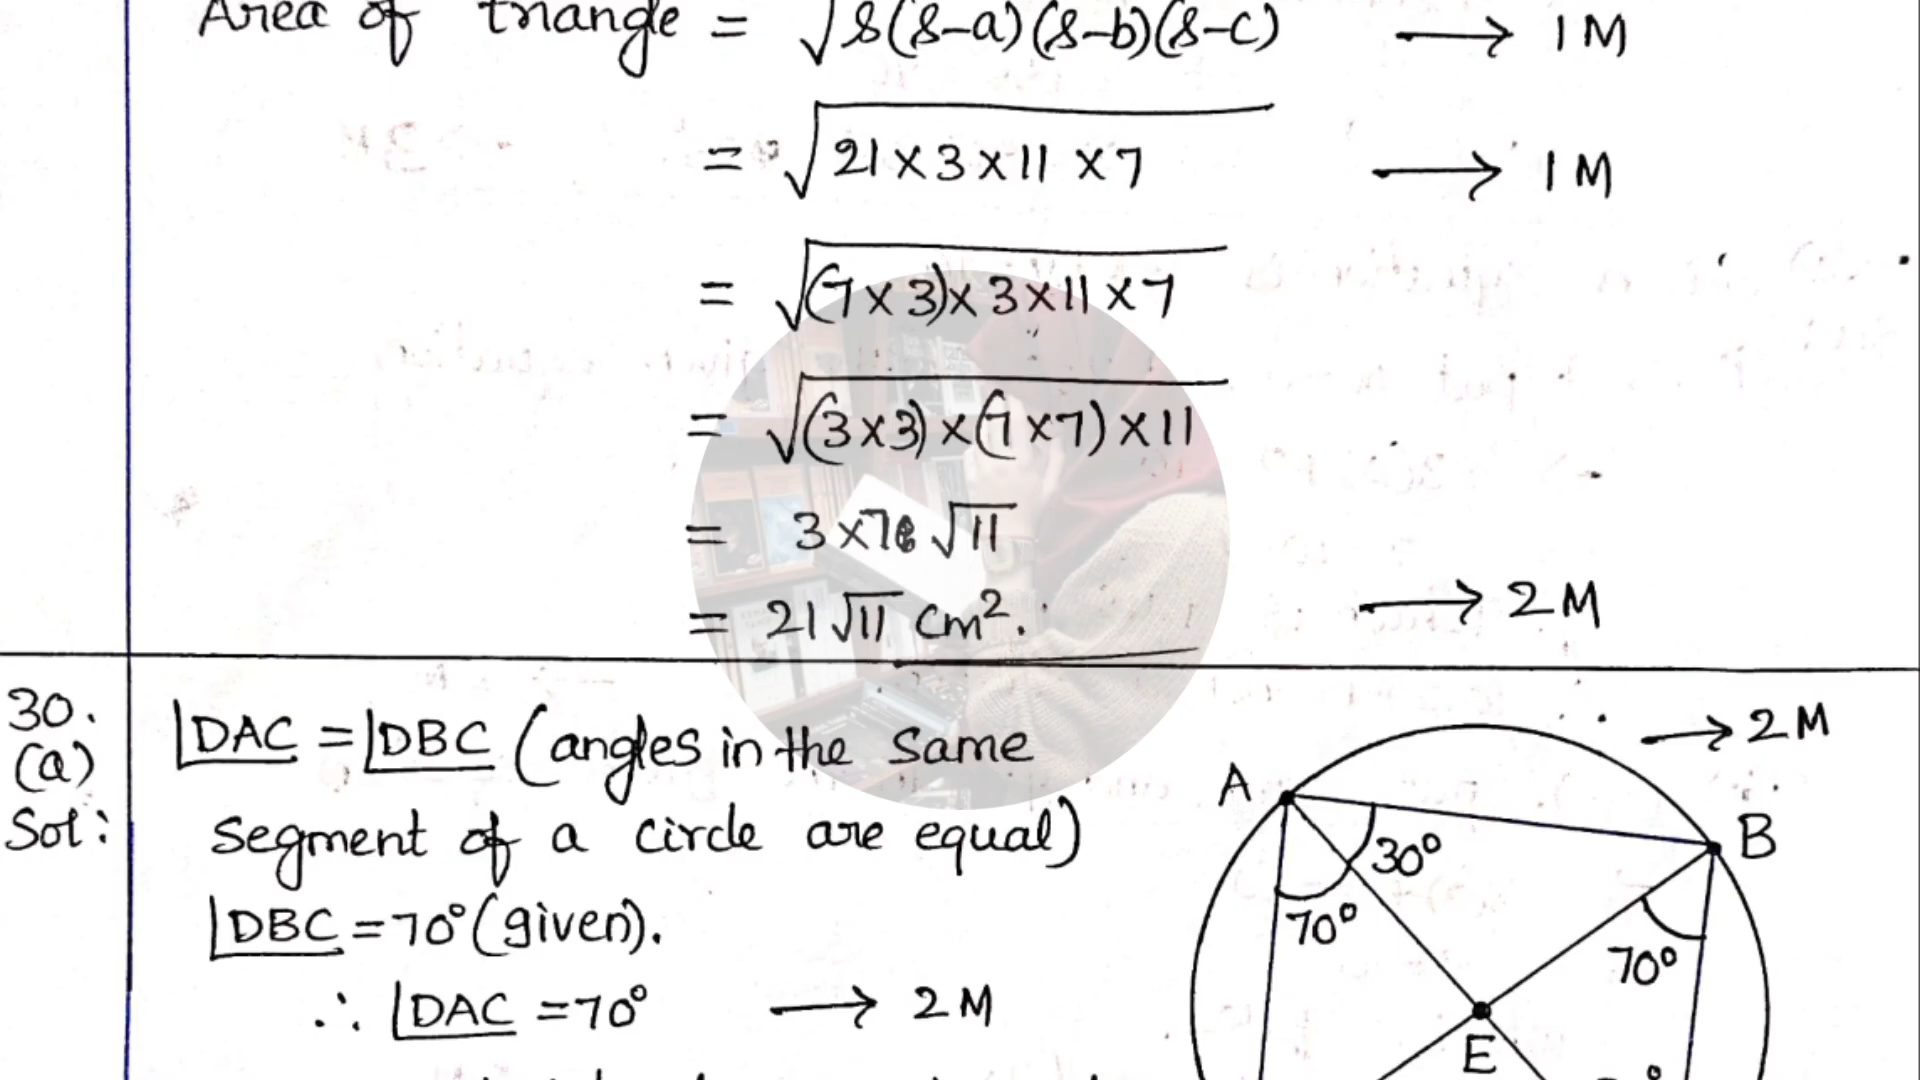 Area of triangle = √s(s-a)(s-b)(s-c) → 1M
= √21×3×11×7 → 1M
= √(7×3)×3×11×7
= √(3×3)×(7×7)×11
= 3×7 √11
= 21√11 cm². → 2M
30.
(a)
Sol:
∠DAC = ∠DBC (angles in the same
segment of a circle are equal)
∠DBC = 70° (given).
∴ ∠DAC = 70° → 2M
→ 2M
A
B
30°
70°
70°
E